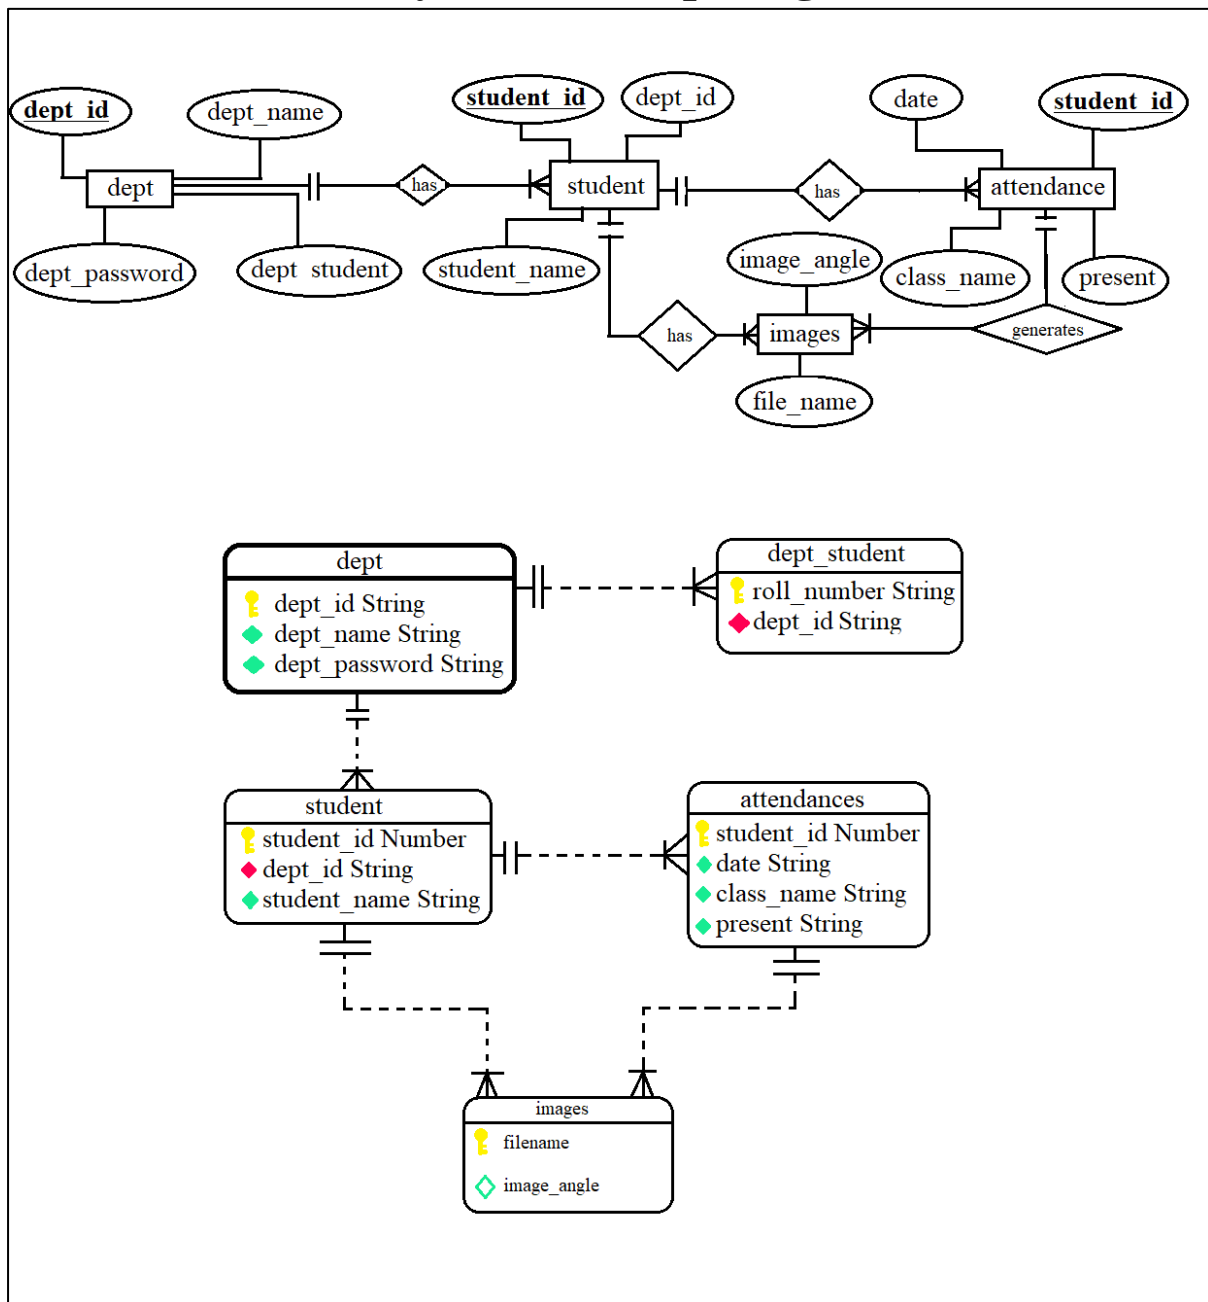 dept_id
dept_name
student_id
dept_id
date
student_id
dept
has
student
has
attendance
dept_password
dept_student
student_name
image_angle
class_name
present
has
images
generates
file_name
dept
dept_id String
dept_name String
dept_password String
dept_student
roll_number String
dept_id String
student
student_id Number
dept_id String
student_name String
attendances
student_id Number
date String
class_name String
present String
images
filename
image_angle